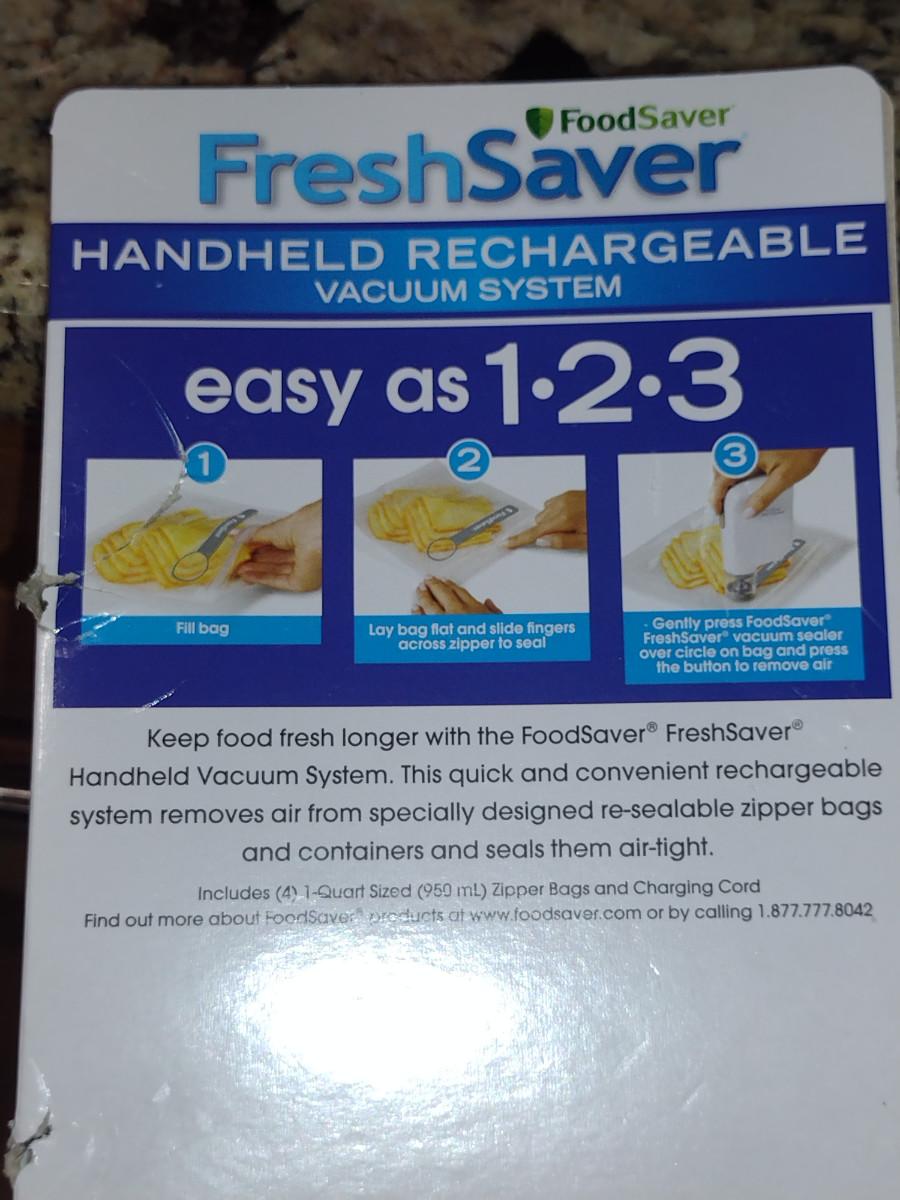 FoodSaver
FreshSaver®
HANDHELD RECHARGEABLE
VACUUM SYSTEM
easy as 1•2•3
1
2
3
Fill bag
Lay bag flat and slide fingers
across zipper to seal
- Gently press FoodSaver®
FreshSaver® vacuum sealer
over circle on bag and press
the button to remove air
Keep food fresh longer with the FoodSaver® FreshSaver®
Handheld Vacuum System. This quick and convenient rechargeable
system removes air from specially designed re-sealable zipper bags
and containers and seals them air-tight.
Includes (4) 1-Quart Sized (950 mL) Zipper Bags and Charging Cord
Find out more about FoodSaver® products at www.foodsaver.com or by calling 1.877.777.8042